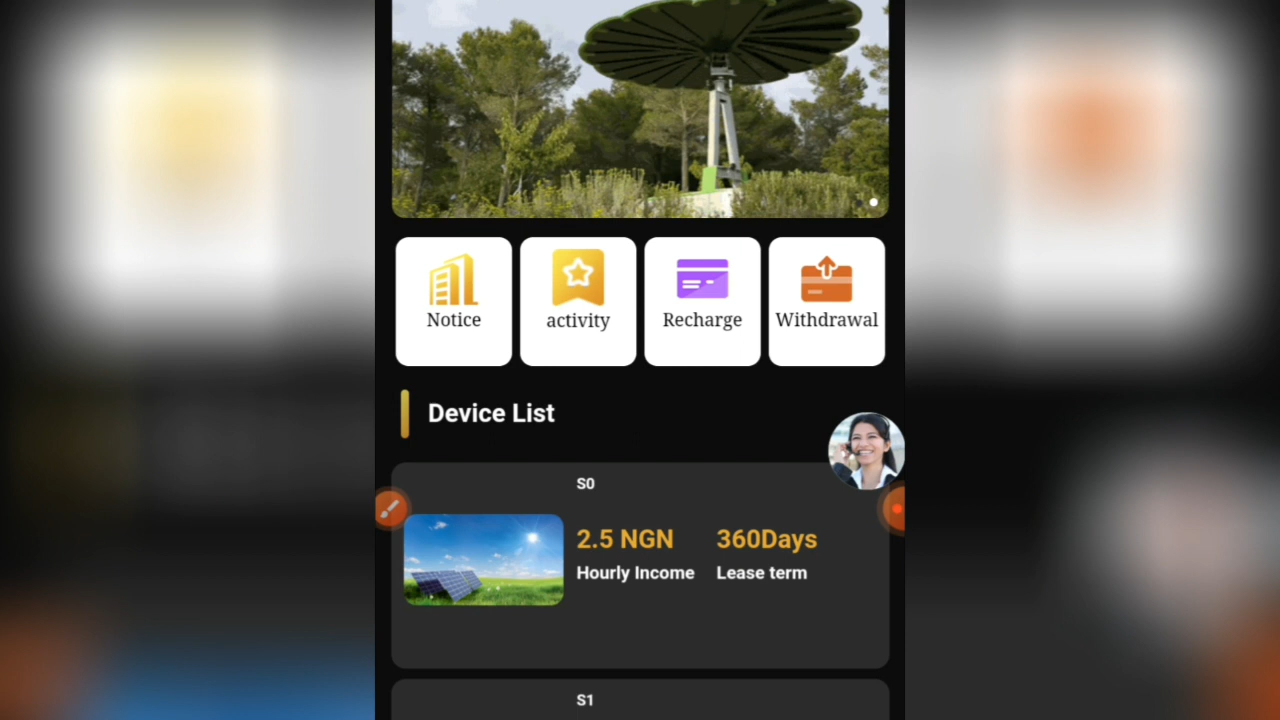 Notice
activity
Recharge
Withdrawal
Device List
S0
2.5 NGN
360Days
Hourly Income
Lease term
S1